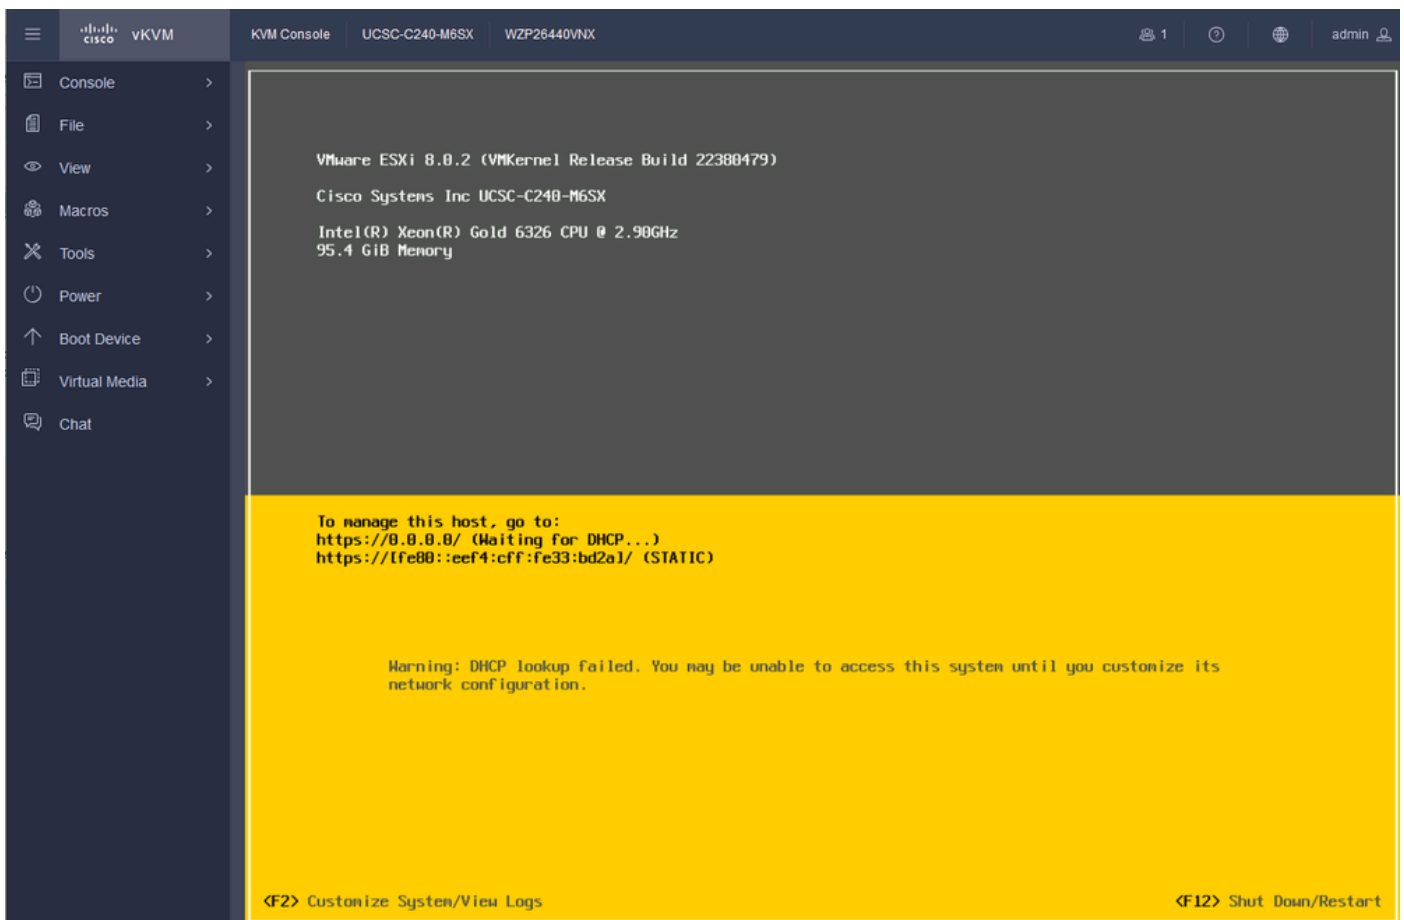 cisco vKVM
KVM Console UCSC-C240-M6SX WZP26440VNX 1 admin
Console
File
View
Macros
Tools
Power
Boot Device
Virtual Media
Chat
VMware ESXi 8.0.2 (VMKernel Release Build 22380479)
Cisco Systems Inc UCSC-C240-M6SX
Intel(R) Xeon(R) Gold 6326 CPU @ 2.90GHz
95.4 GiB Memory
To manage this host, go to:
https://0.0.0.0/ (Waiting for DHCP...)
https://[fe80::eef4:cff:fe33:bd2a]/ (STATIC)
Warning: DHCP lookup failed. You may be unable to access this system until you customize its
network configuration.
<F2> Customize System/View Logs
<F12> Shut Down/Restart